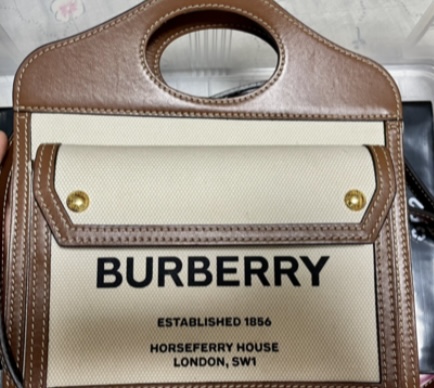 BURBERRY
ESTABLISHED 1856
HORSEFERRY HOUSE
LONDON, SW1